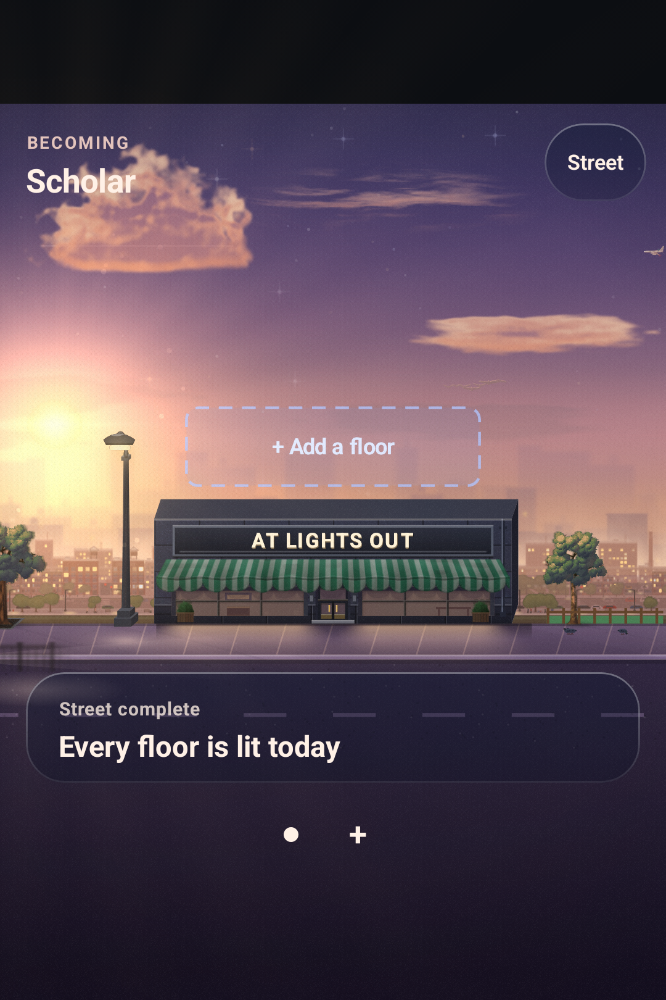 BECOMING
Scholar
Street
+ Add a floor
AT LIGHTS OUT
Street complete
Every floor is lit today
+